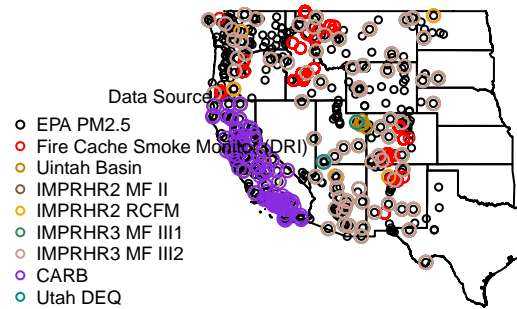 Data Source
EPA PM2.5
Fire Cache Smoke Monitor (DRI)
Uintah Basin
IMPRHR2 MF II
IMPRHR2 RCFM
IMPRHR3 MF III1
IMPRHR3 MF III2
CARB
Utah DEQ